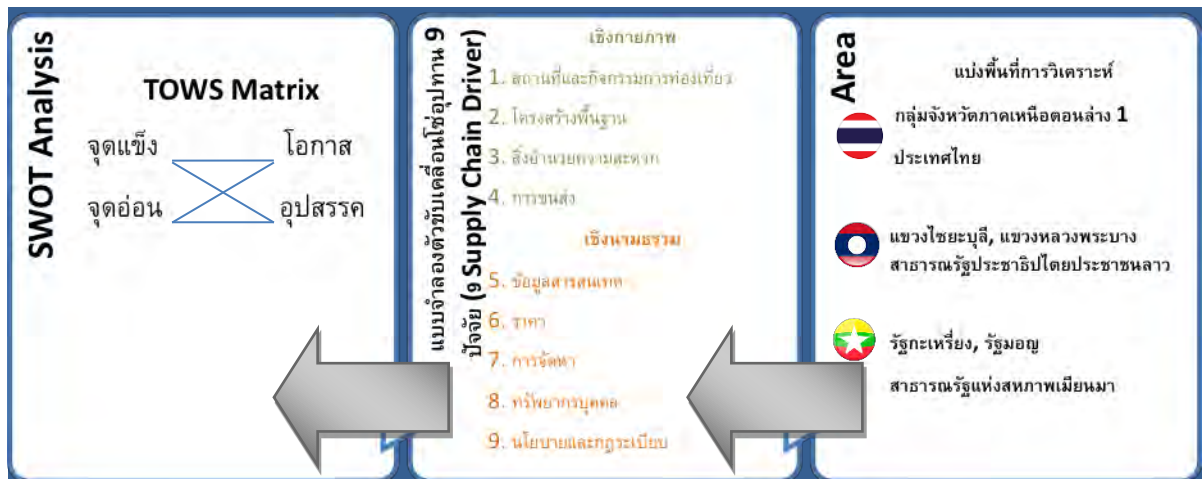 SWOT Analysis
TOWS Matrix
จุดแข็ง โอกาส
จุดอ่อน อุปสรรค
แบบจำลองตัวขับเคลื่อนโซ่อุปทาน 9
ปัจจัย (9 Supply Chain Driver)
เชิงกายภาพ
1. สถานที่และกิจกรรมการท่องเที่ยว
2. โครงสร้างพื้นฐาน
3. สิ่งอำนวยความสะดวก
4. การขนส่ง
เชิงนามธรรม
5. ข้อมูลสารสนเทศ
6. ราคา
7. การจัดหา
8. ทรัพยากรบุคคล
9. นโยบายและกฎระเบียบ
Area
แบ่งพื้นที่การวิเคราะห์
กลุ่มจังหวัดภาคเหนือตอนล่าง 1
ประเทศไทย
แขวงไชยะบุลี, แขวงหลวงพระบาง
สาธารณรัฐประชาธิปไตยประชาชนลาว
รัฐกะเหรี่ยง, รัฐมอญ
สาธารณรัฐแห่งสหภาพเมียนมา